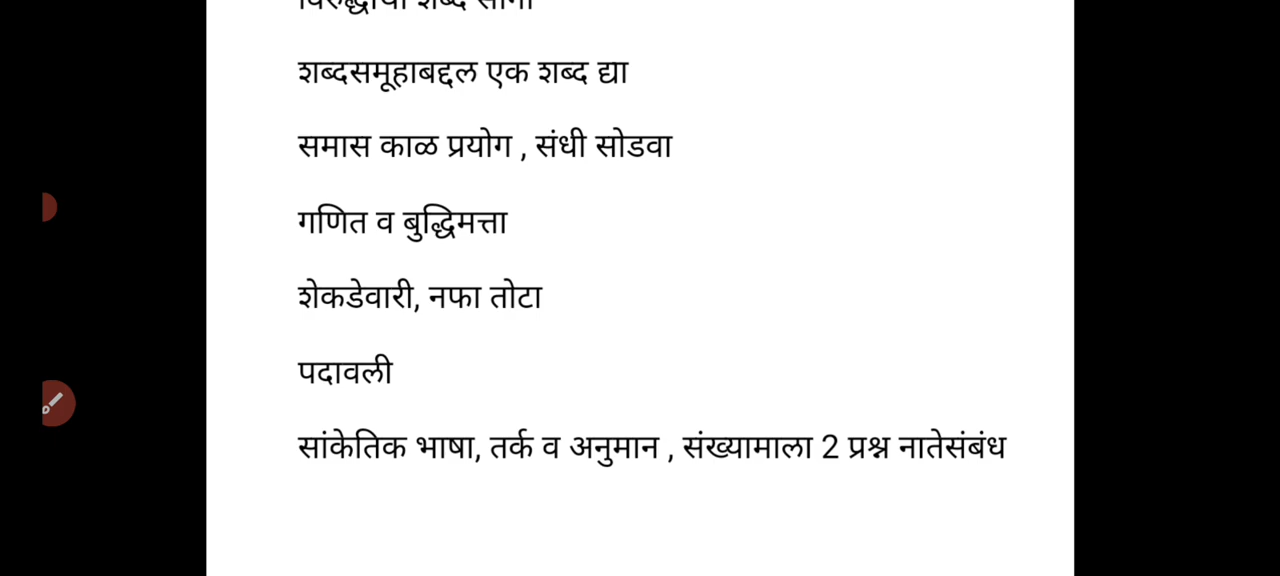 विरुद्धार्थी शब्द सांगा
शब्दसमूहाबद्दल एक शब्द द्या
समास काळ प्रयोग , संधी सोडवा
गणित व बुद्धिमत्ता
शेकडेवारी, नफा तोटा
पदावली
सांकेतिक भाषा, तर्क व अनुमान , संख्यामाला 2 प्रश्न नातेसंबंध